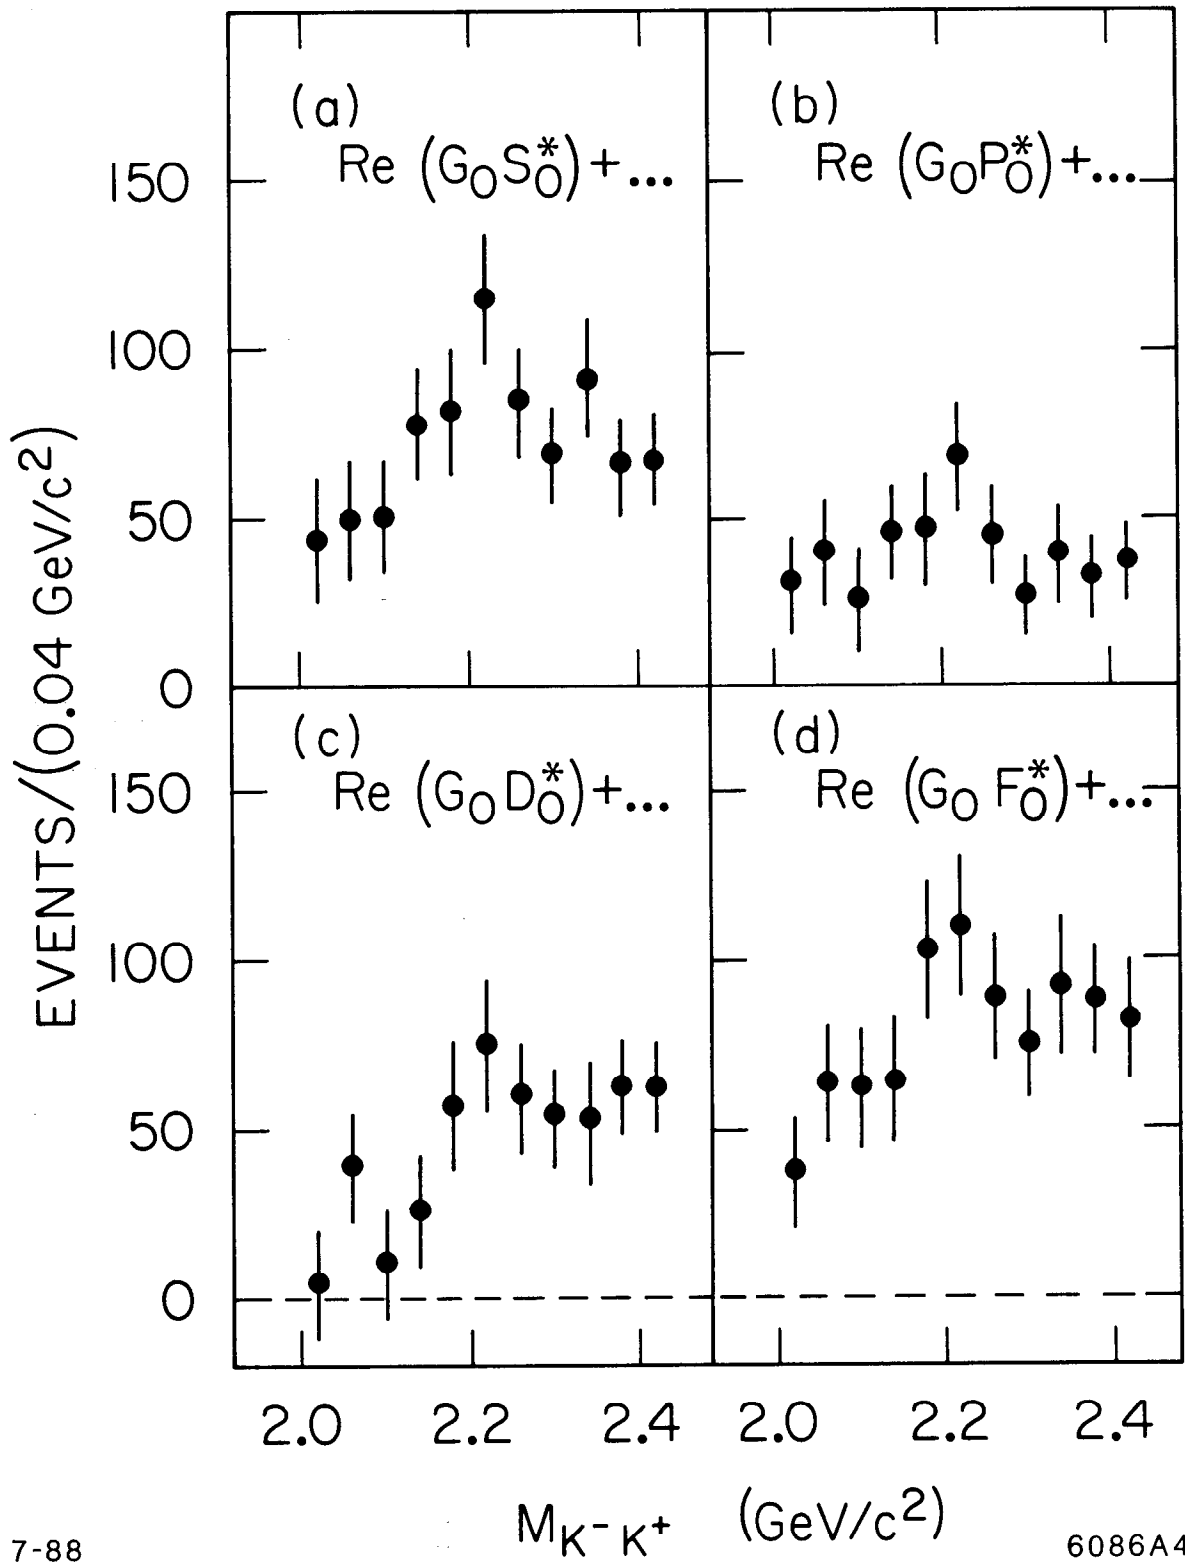 (a)
Re (G0S0*)+...
(b)
Re (G0P0*)+...
150
100
50
0
(c)
Re (G0D0*)+...
(d)
Re (G0F0*)+...
150
100
50
0
EVENTS/(0.04 GeV/c2)
2.0 2.2 2.4 2.0 2.2 2.4
MK-K+ (GeV/c2)
7-88 6086A4